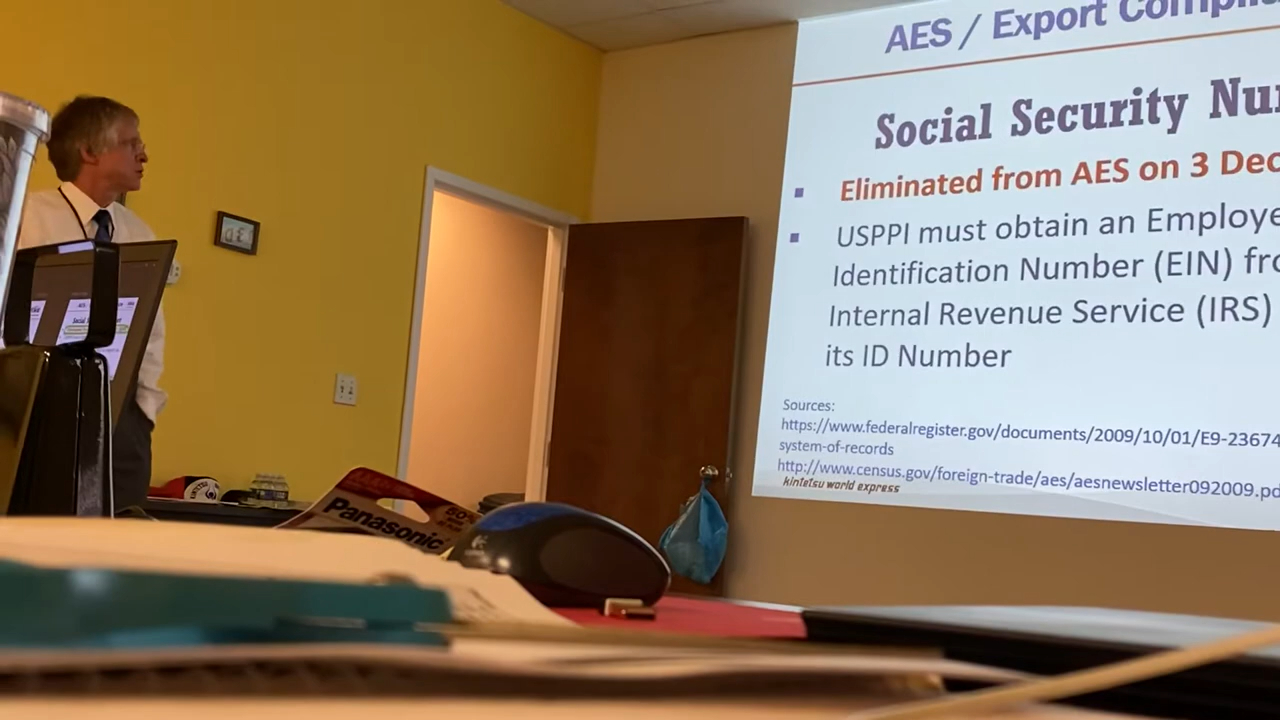 AES / Export Compli
Social Security Nu
Eliminated from AES on 3 Dec
USPPI must obtain an Employe
Identification Number (EIN) fro
Internal Revenue Service (IRS)
its ID Number
Sources:
https://www.federalregister.gov/documents/2009/10/01/E9-23674
system-of-records
http://www.census.gov/foreign-trade/aes/aesnewsletter092009.pd
kintetsu world express
Panasonic
50%